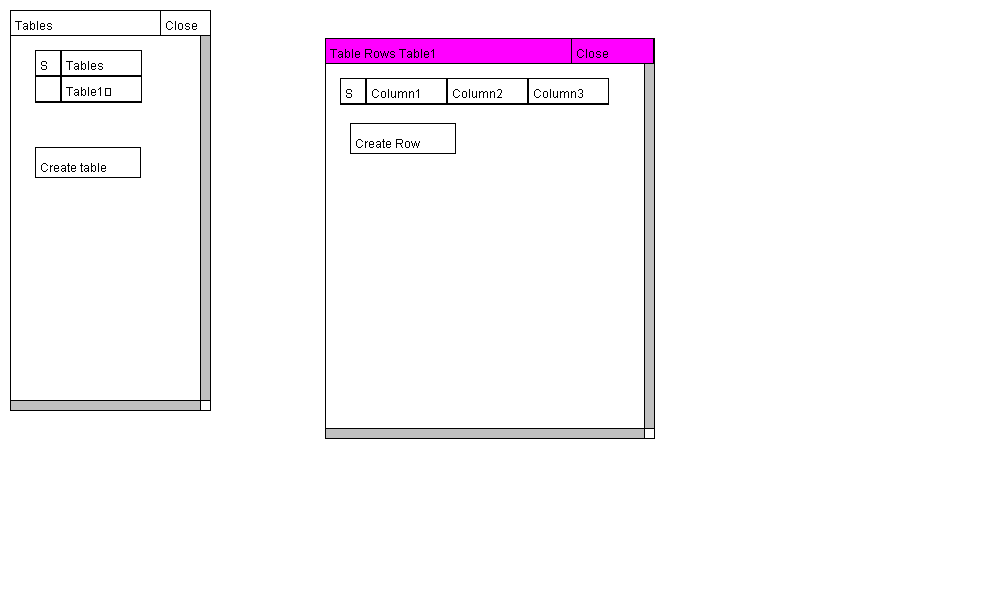 Tables Close
S Tables
Table1▯
Create table
Table Rows Table1 Close
S Column1 Column2 Column3
Create Row